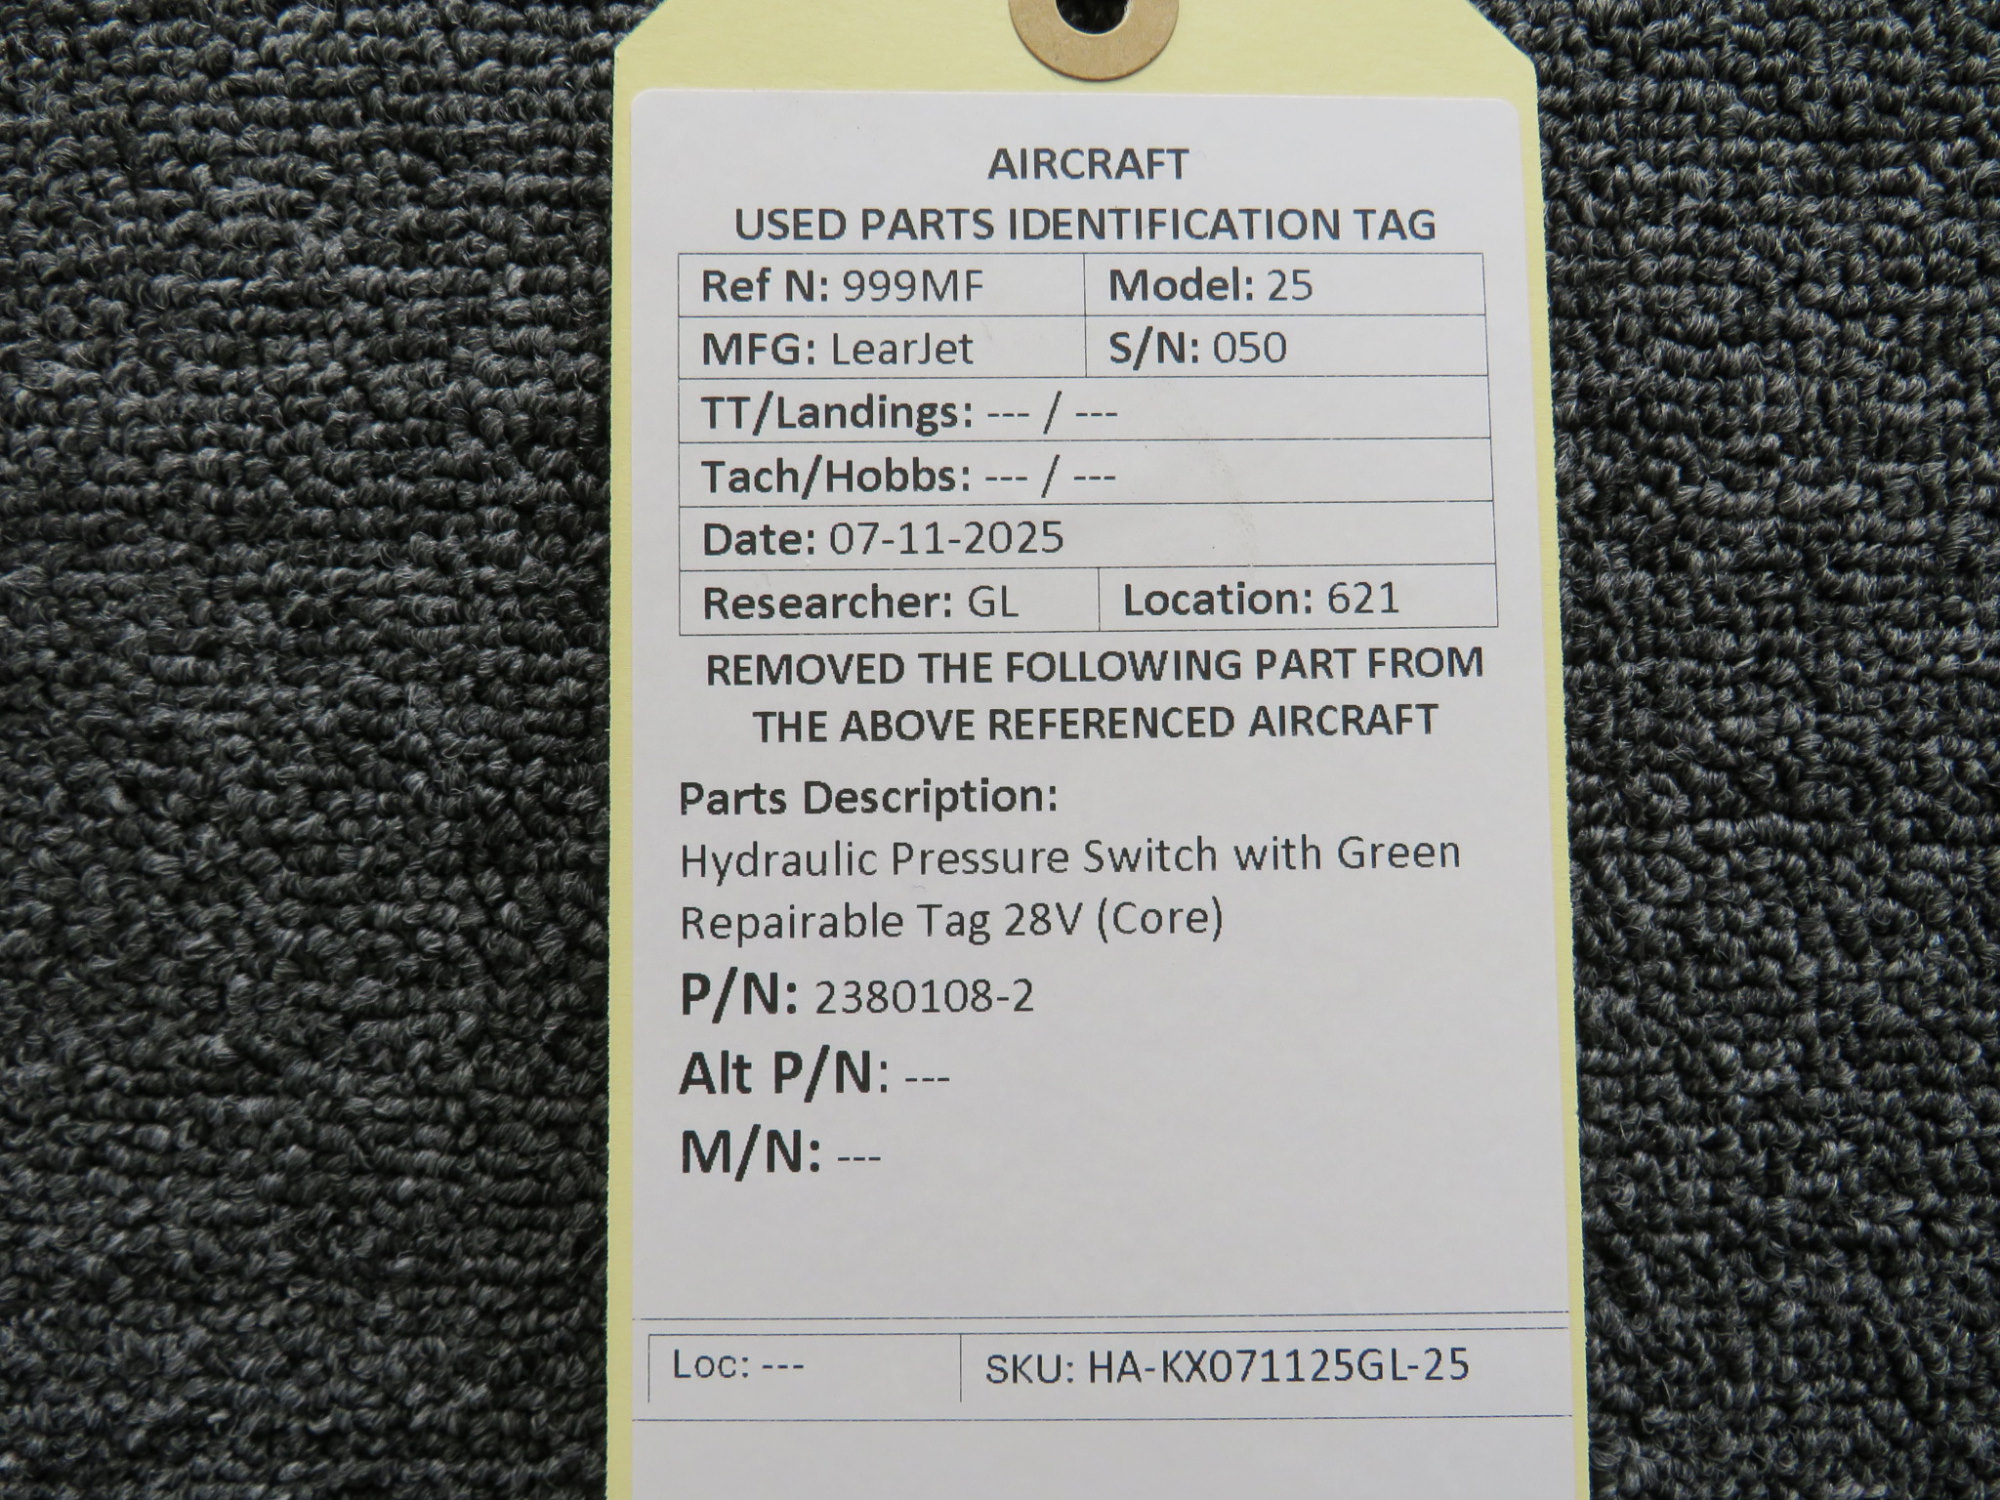 AIRCRAFT
USED PARTS IDENTIFICATION TAG
Ref N: 999MF Model: 25
MFG: LearJet S/N: 050
TT/Landings: --- / ---
Tach/Hobbs: --- / ---
Date: 07-11-2025
Researcher: GL Location: 621
REMOVED THE FOLLOWING PART FROM
THE ABOVE REFERENCED AIRCRAFT
Parts Description:
Hydraulic Pressure Switch with Green
Repairable Tag 28V (Core)
P/N: 2380108-2
Alt P/N: ---
M/N: ---
Loc: --- SKU: HA-KX071125GL-25